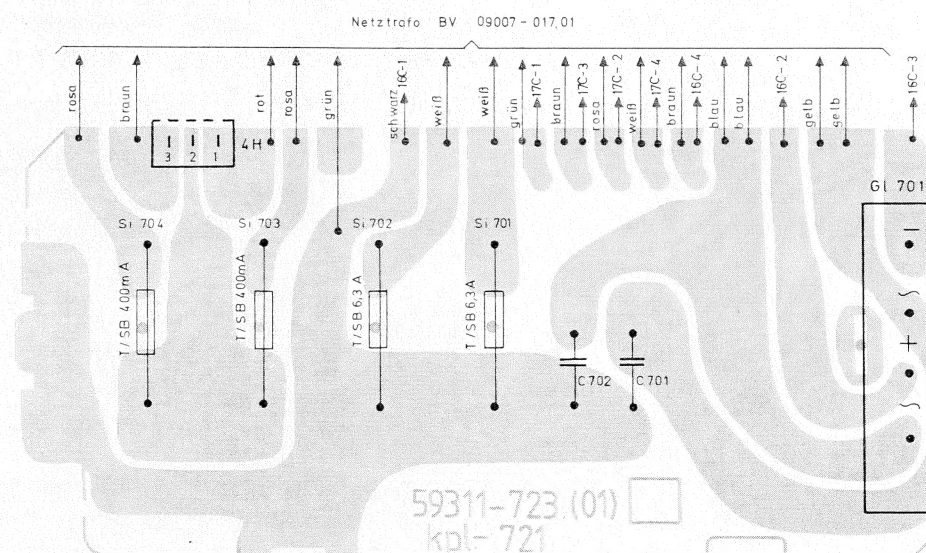 Netztrafo BV 09007-017,01
rosa
braun
rot
rosa
grün
schwarz
16C-1
weiß
weiß
grün
17C-1
braun
17C-3
rosa
17C-2
weiß
17C-4
braun
16C-4
blau
blau
16C-2
gelb
gelb
16C-3
3 2 1
4H
Gl 701
Si 704
Si 703
Si 702
Si 701
T/SB 400mA
T/SB 400mA
T/SB 6,3A
T/SB 6,3A
+
C702
C701
59311-723.(01)
kpl.-721